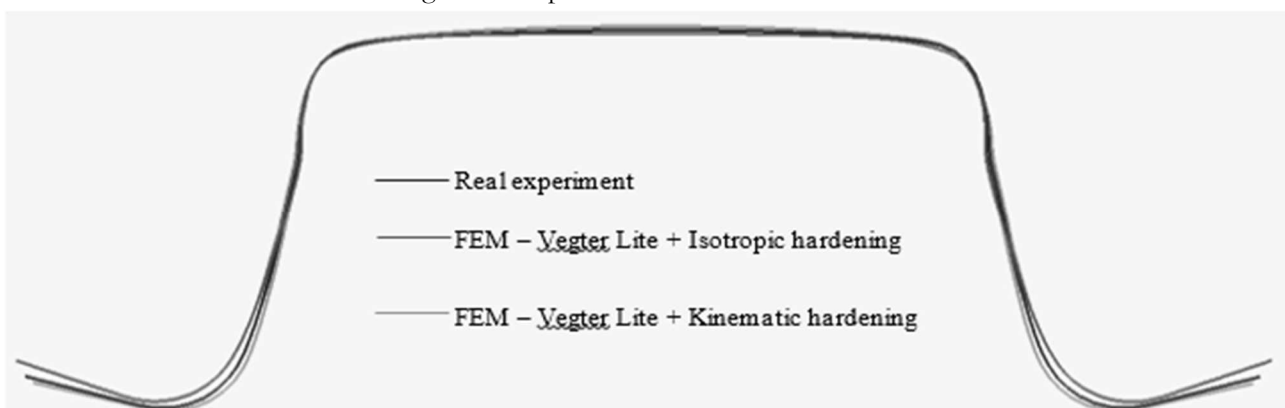 Real experiment
FEM – Vegter Lite + Isotropic hardening
FEM – Vegter Lite + Kinematic hardening